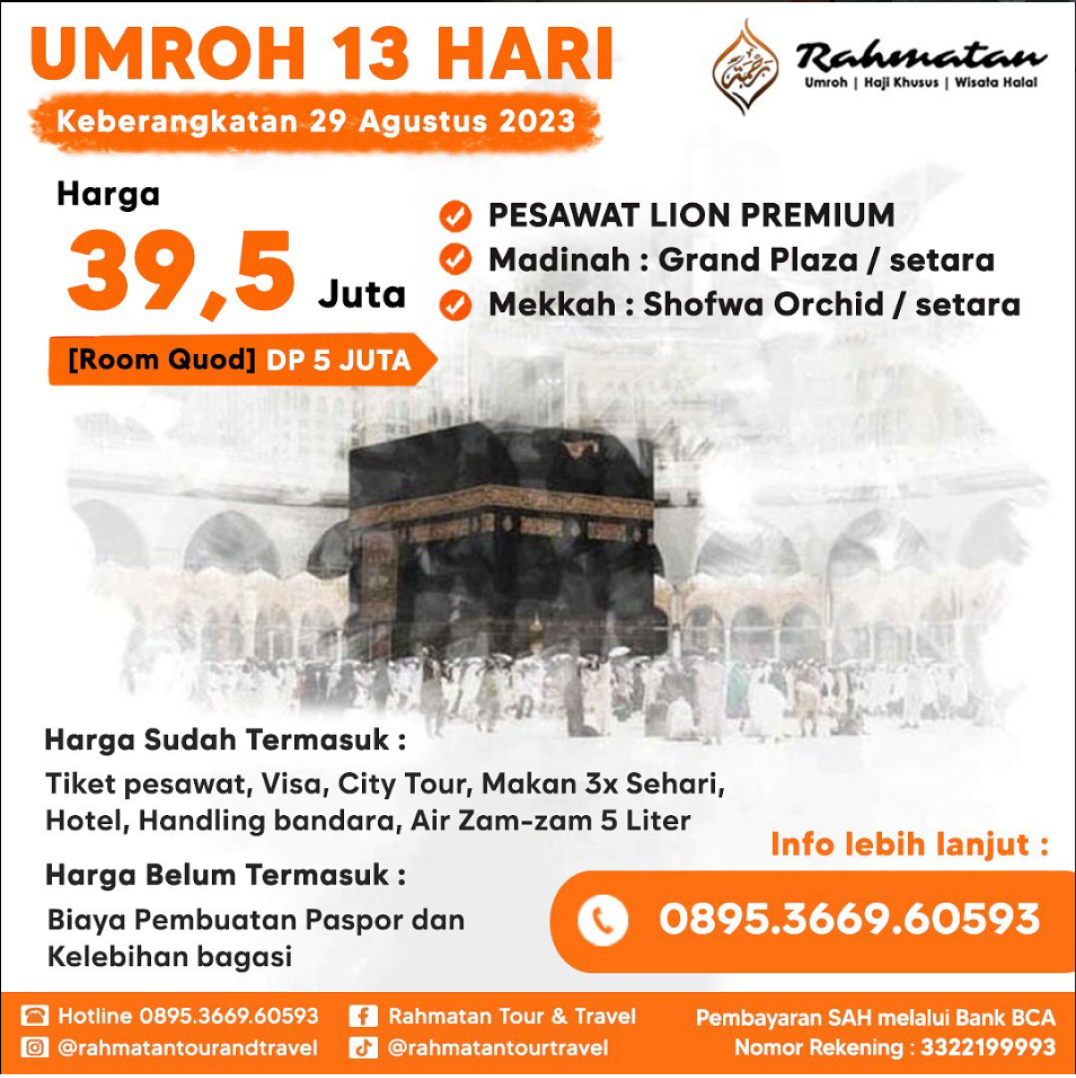 UMROH 13 HARI
Keberangkatan 29 Agustus 2023
Rahmatan
Umroh | Haji Khusus | Wisata Halal
Harga
39,5 Juta
[Room Quod] DP 5 JUTA
PESAWAT LION PREMIUM
Madinah : Grand Plaza / setara
Mekkah : Shofwa Orchid / setara
Harga Sudah Termasuk :
Tiket pesawat, Visa, City Tour, Makan 3x Sehari,
Hotel, Handling bandara, Air Zam-zam 5 Liter
Harga Belum Termasuk :
Biaya Pembuatan Paspor dan
Kelebihan bagasi
Info lebih lanjut :
0895.3669.60593
Hotline 0895.3669.60593
@rahmatantourandtravel
Rahmatan Tour & Travel
@rahmatantourtravel
Pembayaran SAH melalui Bank BCA
Nomor Rekening : 3322199993